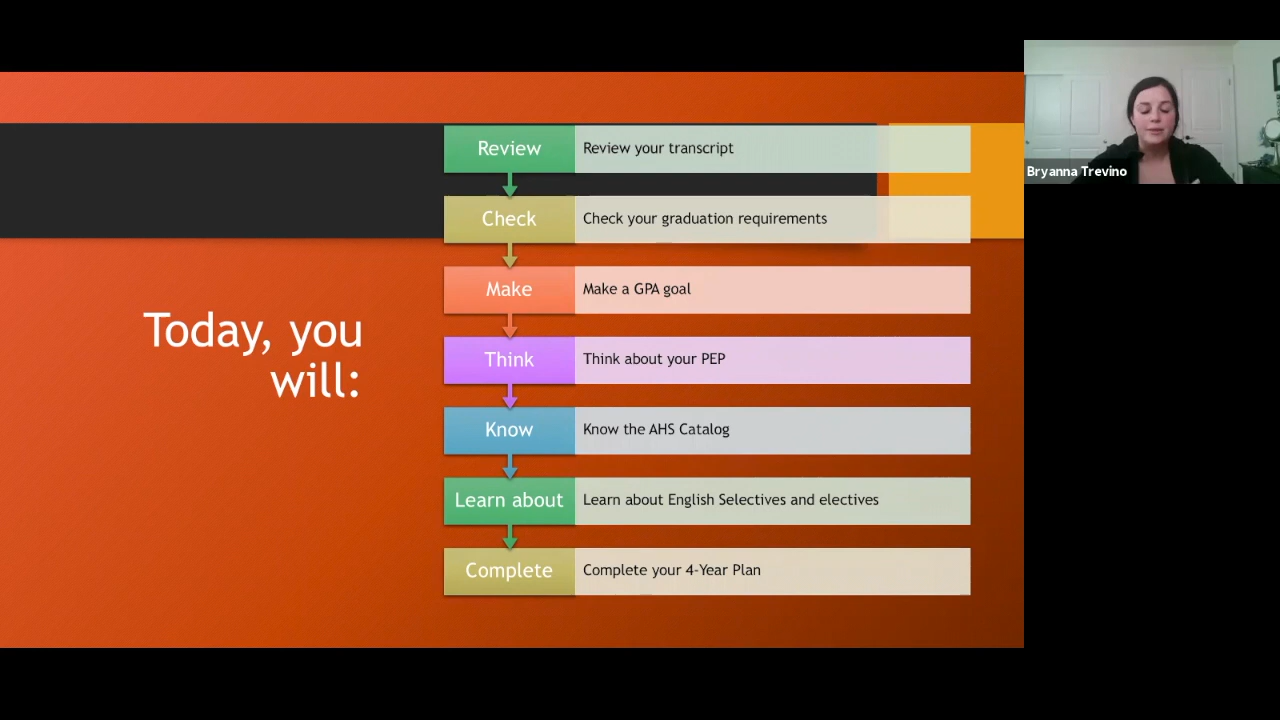 Today, you
will:
Review
Review your transcript
Check
Check your graduation requirements
Make
Make a GPA goal
Think
Think about your PEP
Know
Know the AHS Catalog
Learn about
Learn about English Selectives and electives
Complete
Complete your 4-Year Plan
Bryanna Trevino